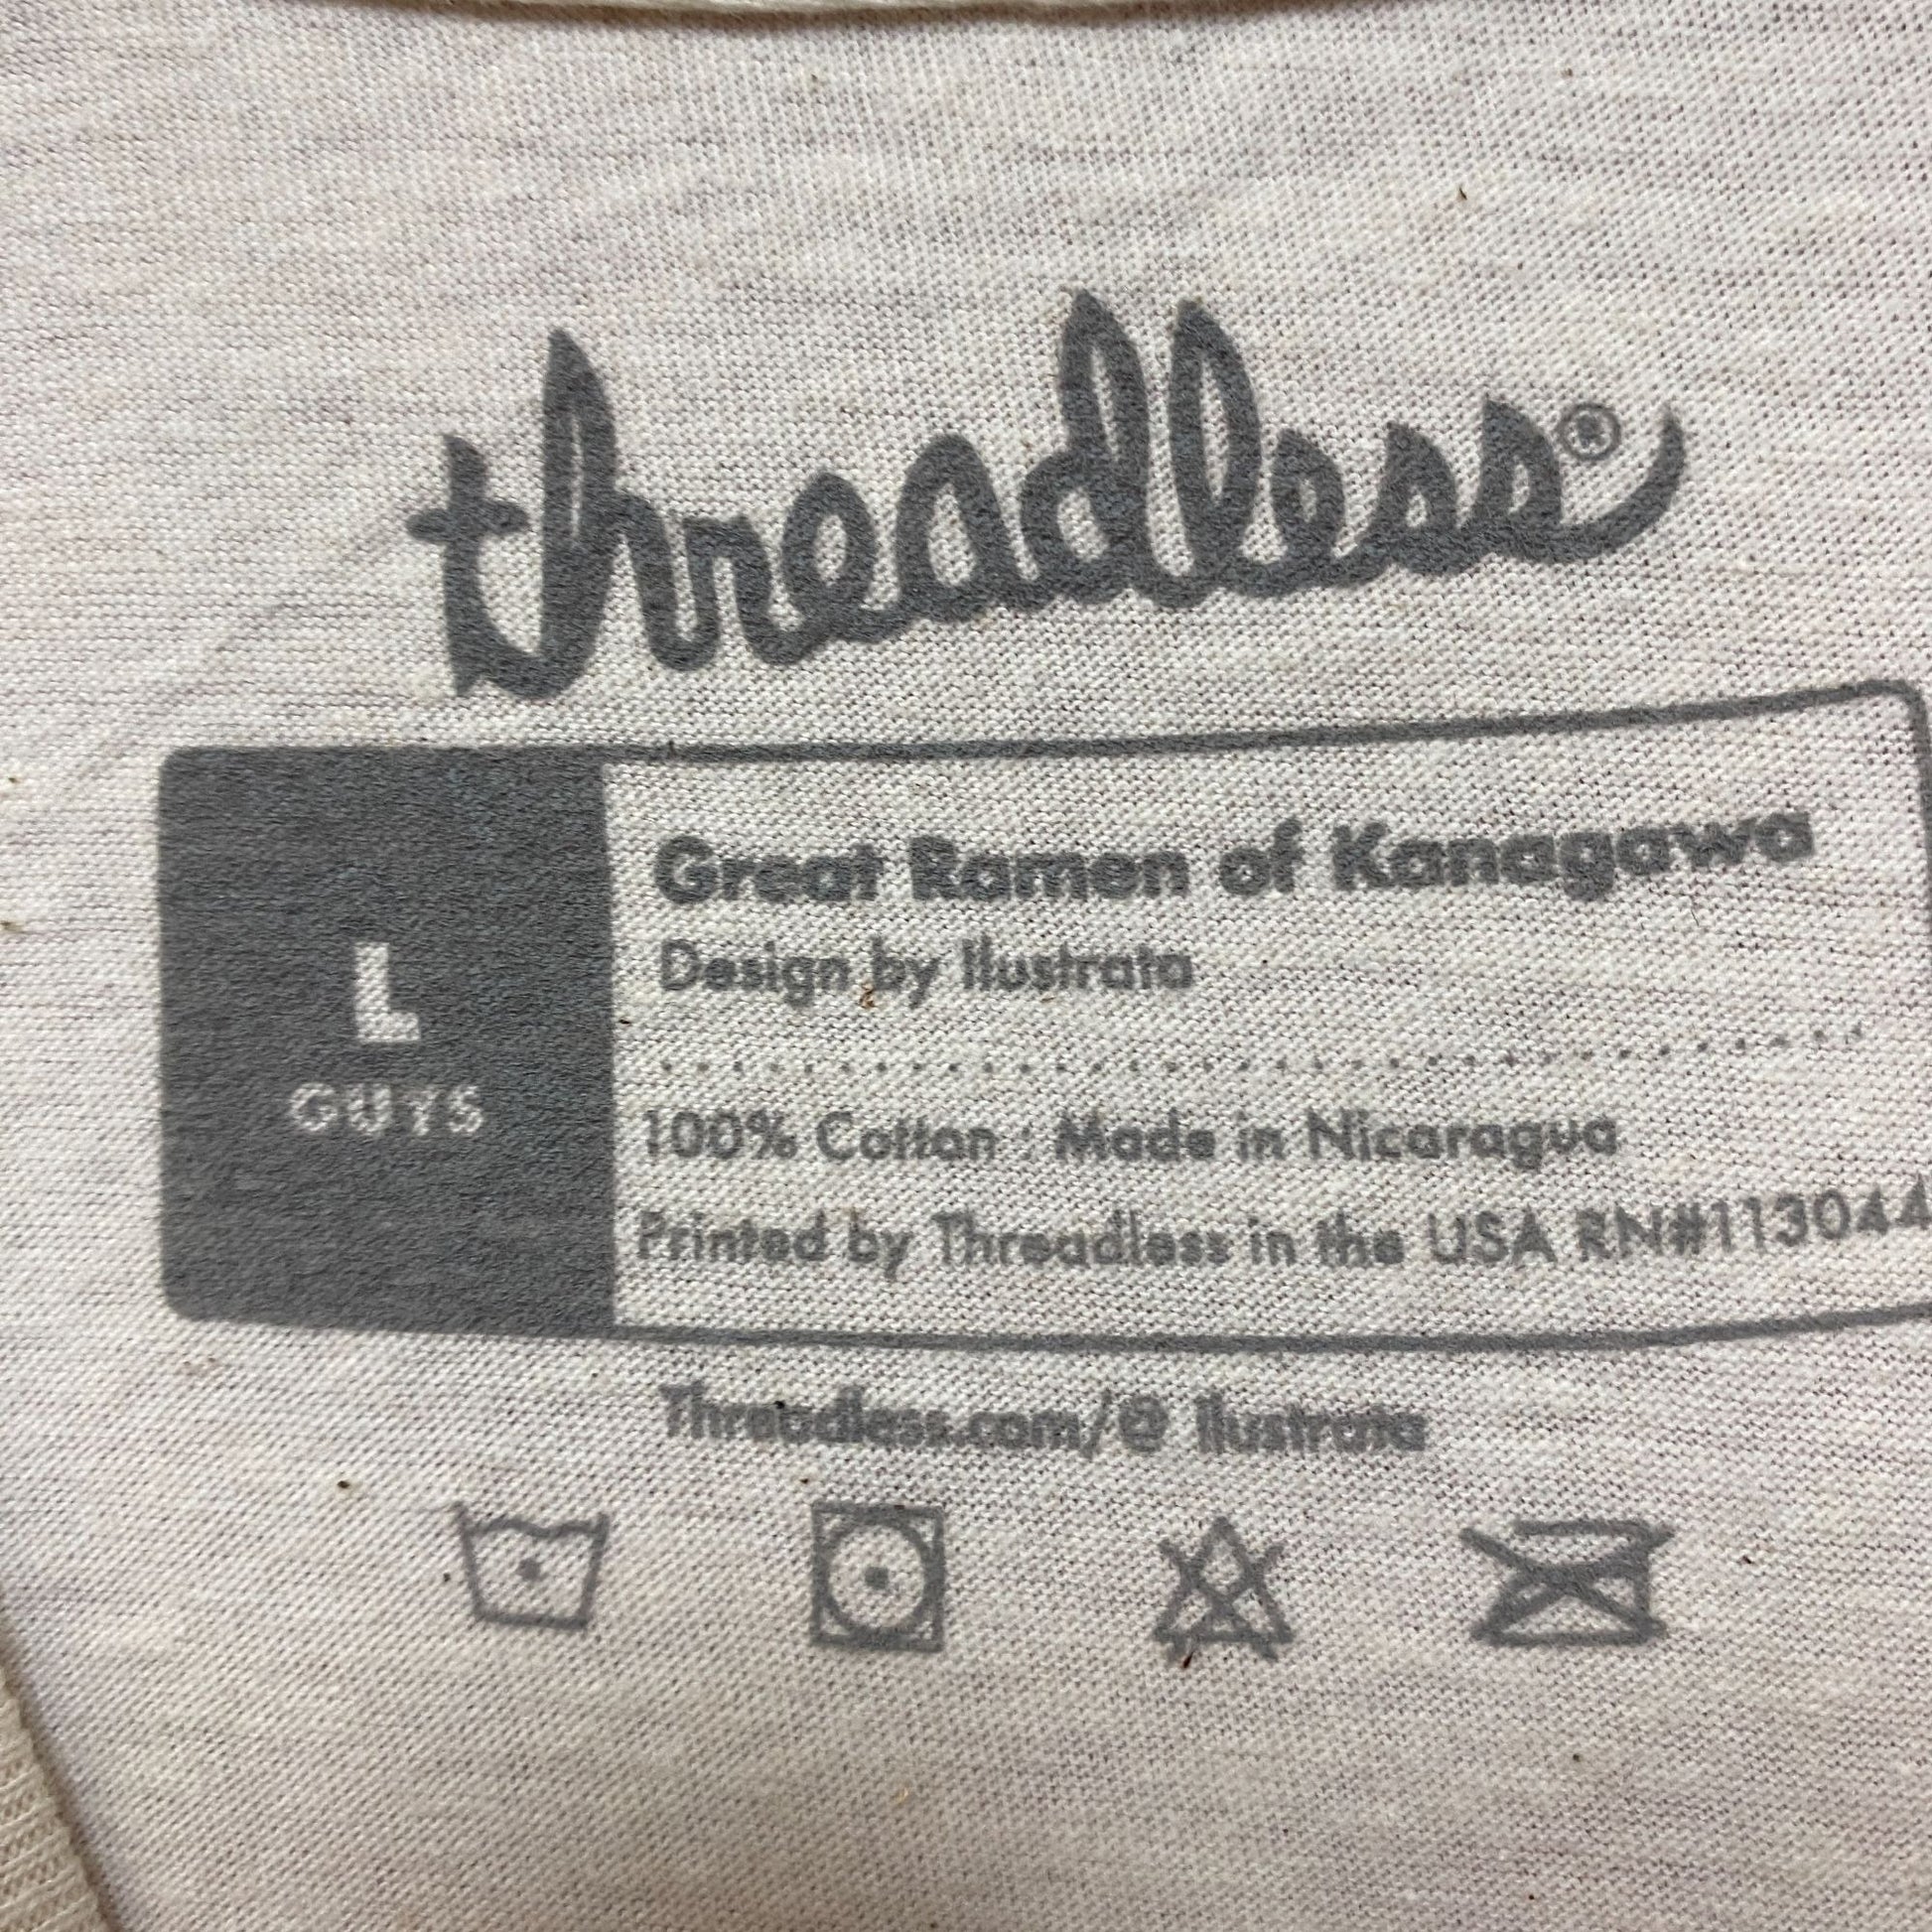 threadless®
L
GUYS
Great Ramen of Kanagawa
Design by Ilustrata
100% Cotton : Made in Nicaragua
Printed by Threadless in the USA RN#113044
Threadless.com/@ Ilustrata